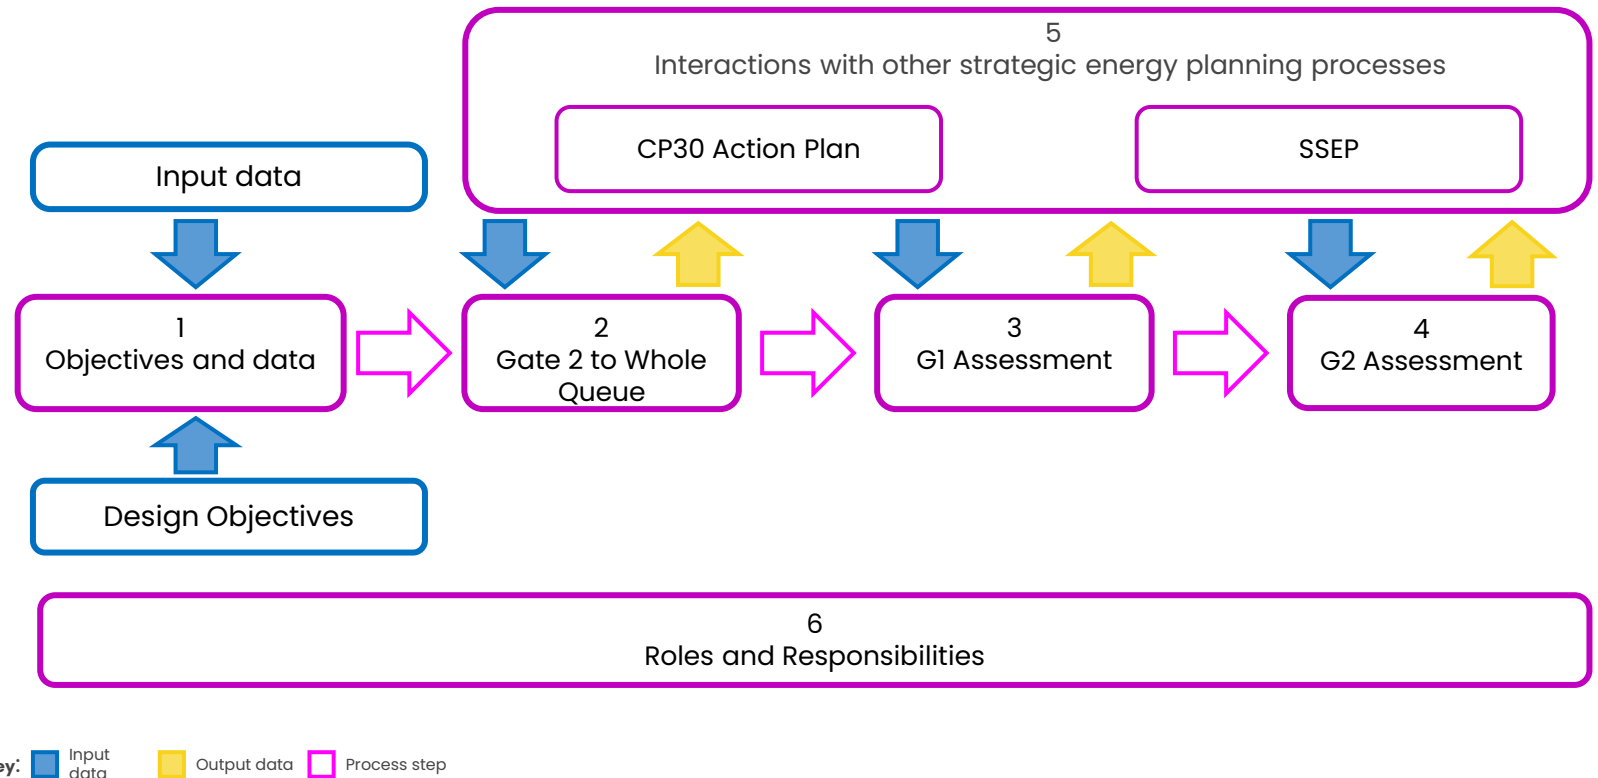 5
Interactions with other strategic energy planning processes
CP30 Action Plan
SSEP
Input data
1
Objectives and data
2
Gate 2 to Whole
Queue
3
G1 Assessment
4
G2 Assessment
Design Objectives
6
Roles and Responsibilities
ey:
Input
data
Output data
Process step